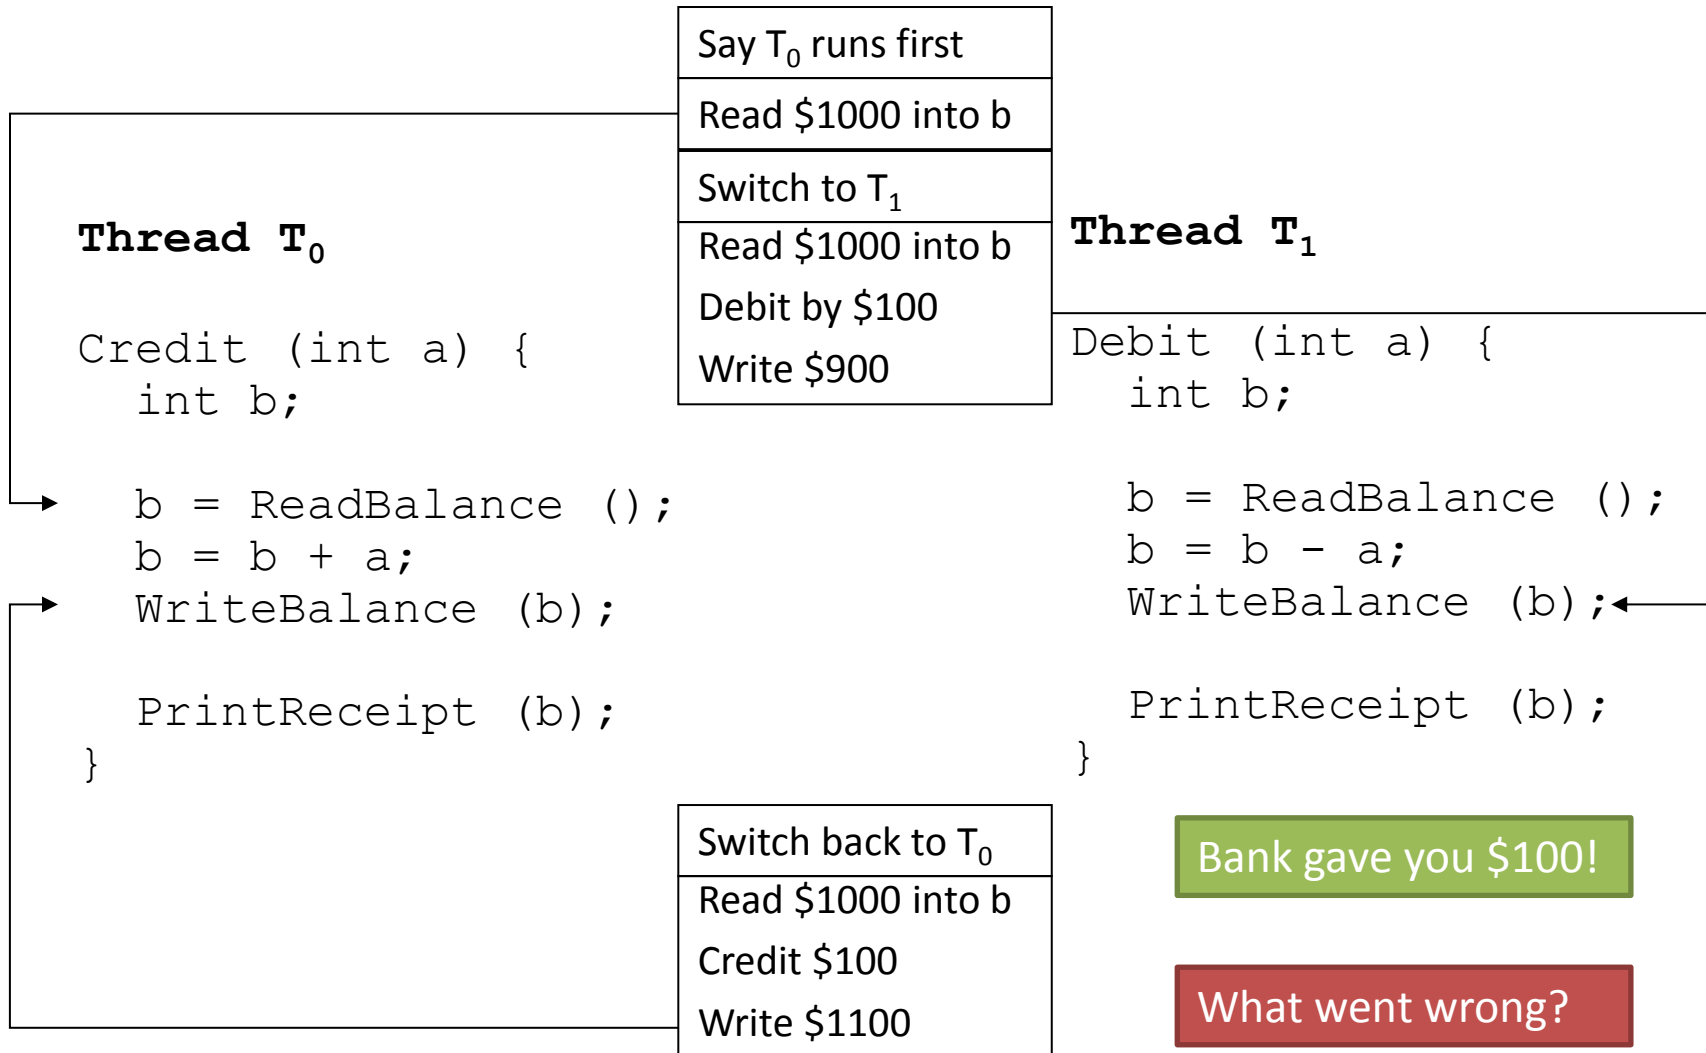 Say T₀ runs first
Read $1000 into b
Switch to T₁
Read $1000 into b
Debit by $100
Write $900
Thread T₀
Credit (int a) {
int b;
b = ReadBalance ();
b = b + a;
WriteBalance (b);
PrintReceipt (b);
}
Thread T₁
Debit (int a) {
int b;
b = ReadBalance ();
b = b - a;
WriteBalance (b);
PrintReceipt (b);
}
Switch back to T₀
Read $1000 into b
Credit $100
Write $1100
Bank gave you $100!
What went wrong?